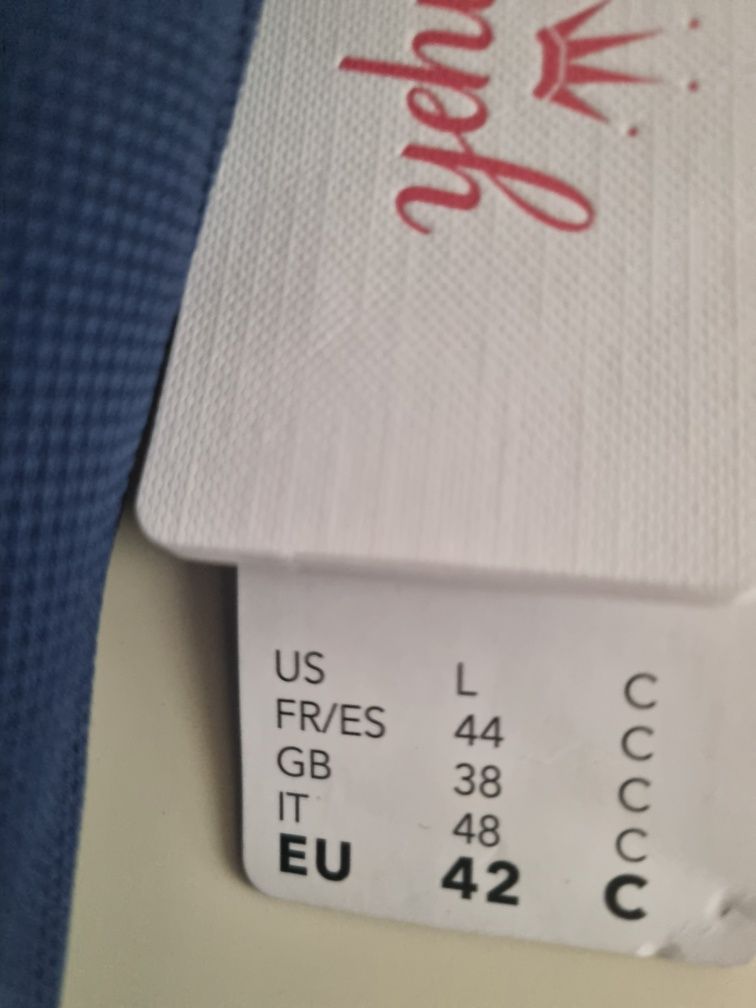 US L C
FR/ES 44 C
GB 38 C
IT 48 C
EU 42 C